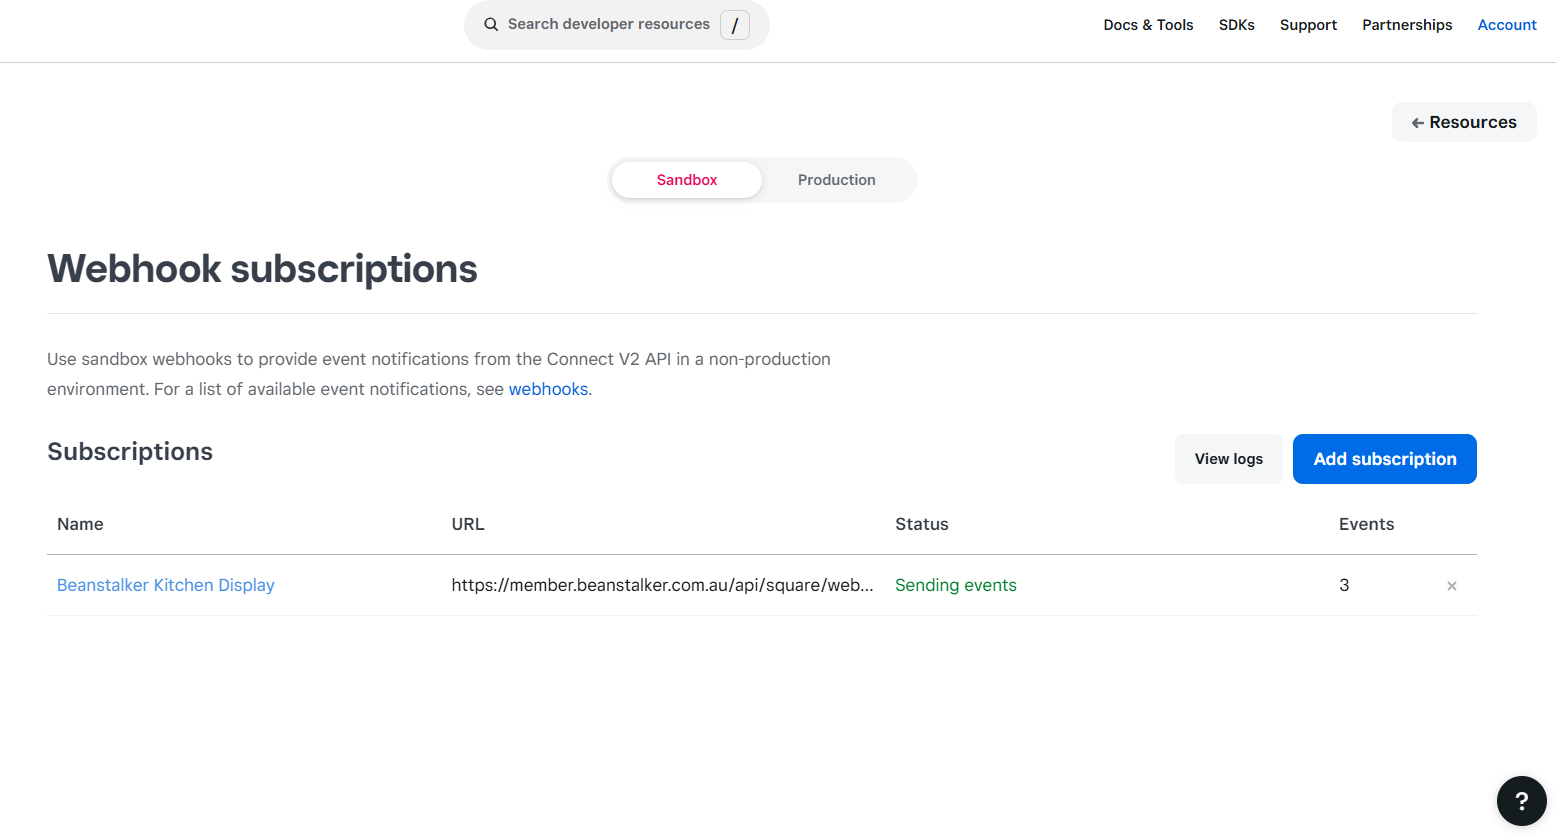 Search developer resources /
Docs & Tools SDKs Support Partnerships Account
← Resources
Sandbox Production
Webhook subscriptions
Use sandbox webhooks to provide event notifications from the Connect V2 API in a non-production
environment. For a list of available event notifications, see webhooks.
Subscriptions
View logs Add subscription
Name URL Status Events
Beanstalker Kitchen Display https://member.beanstalker.com.au/api/square/web... Sending events 3 ×
?